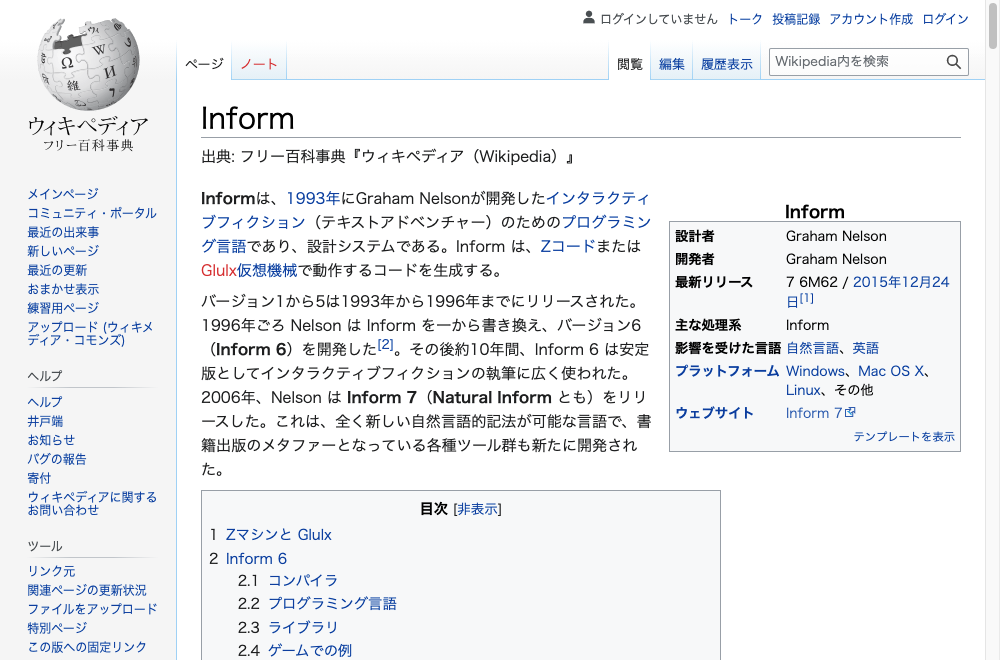 ログインしていません トーク 投稿記録 アカウント作成 ログイン
ページ ノート 閲覧 編集 履歴表示 Wikipedia内を検索
ウィキペディア
フリー百科事典
メインページ
コミュニティ・ポータル
最近の出来事
新しいページ
最近の更新
おまかせ表示
練習用ページ
アップロード (ウィキメ
ディア・コモンズ)
ヘルプ
ヘルプ
井戸端
お知らせ
バグの報告
寄付
ウィキペディアに関する
お問い合わせ
ツール
リンク元
関連ページの更新状況
ファイルをアップロード
特別ページ
この版への固定リンク
Inform
出典: フリー百科事典『ウィキペディア（Wikipedia）』
Informは、1993年にGraham Nelsonが開発したインタラクティ
ブフィクション（テキストアドベンチャー）のためのプログラミン
グ言語であり、設計システムである。Inform は、Zコードまたは
Glulx仮想機械で動作するコードを生成する。
バージョン1から5は1993年から1996年までにリリースされた。
1996年ごろ Nelson は Inform を一から書き換え、バージョン6
（Inform 6）を開発した[2]。その後約10年間、Inform 6 は安定
版としてインタラクティブフィクションの執筆に広く使われた。
2006年、Nelson は Inform 7（Natural Inform とも）をリリ
ースした。これは、全く新しい自然言語的記法が可能な言語で、書
籍出版のメタファーとなっている各種ツール群も新たに開発され
た。
Inform
設計者 Graham Nelson
開発者 Graham Nelson
最新リリース 7 6M62 / 2015年12月24
日[1]
主な処理系 Inform
影響を受けた言語 自然言語、英語
プラットフォーム Windows、Mac OS X、
Linux、その他
ウェブサイト Inform 7
テンプレートを表示
目次 [非表示]
1 Zマシンと Glulx
2 Inform 6
2.1 コンパイラ
2.2 プログラミング言語
2.3 ライブラリ
2.4 ゲームでの例